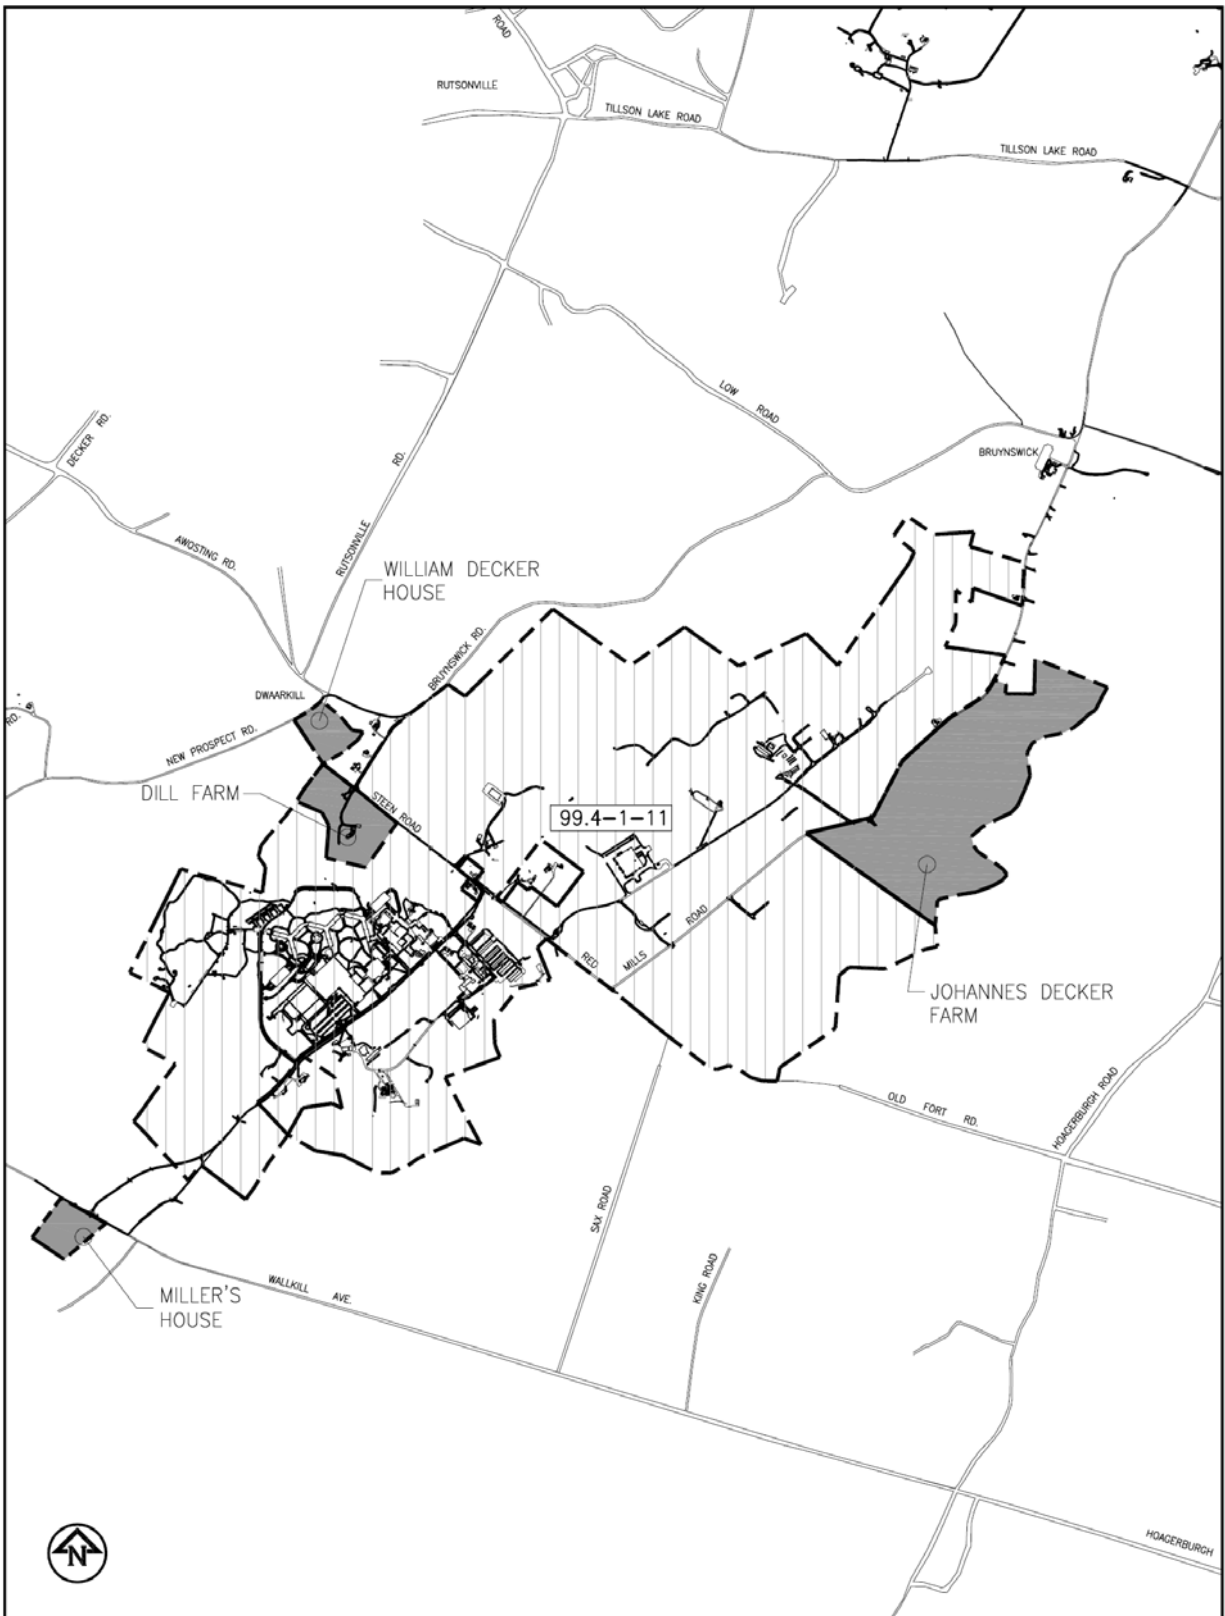 ROAD
RUTSONVILLE
TILLSON LAKE ROAD
TILLSON LAKE ROAD
LOW ROAD
DECKER RD.
BRUYNSWICK
AWOSTING RD.
RUTSONVILLE RD.
WILLIAM DECKER
HOUSE
BRUYNSWICK RD.
DWAARKILL
RD.
NEW PROSPECT RD.
DILL FARM
STEEN ROAD
99.4-1-11
RED MILLS ROAD
JOHANNES DECKER
FARM
OLD FORT RD.
HOAGERBURGH ROAD
SAX ROAD
KING ROAD
WALLKILL AVE.
MILLER'S
HOUSE
HOAGERBURGH
N